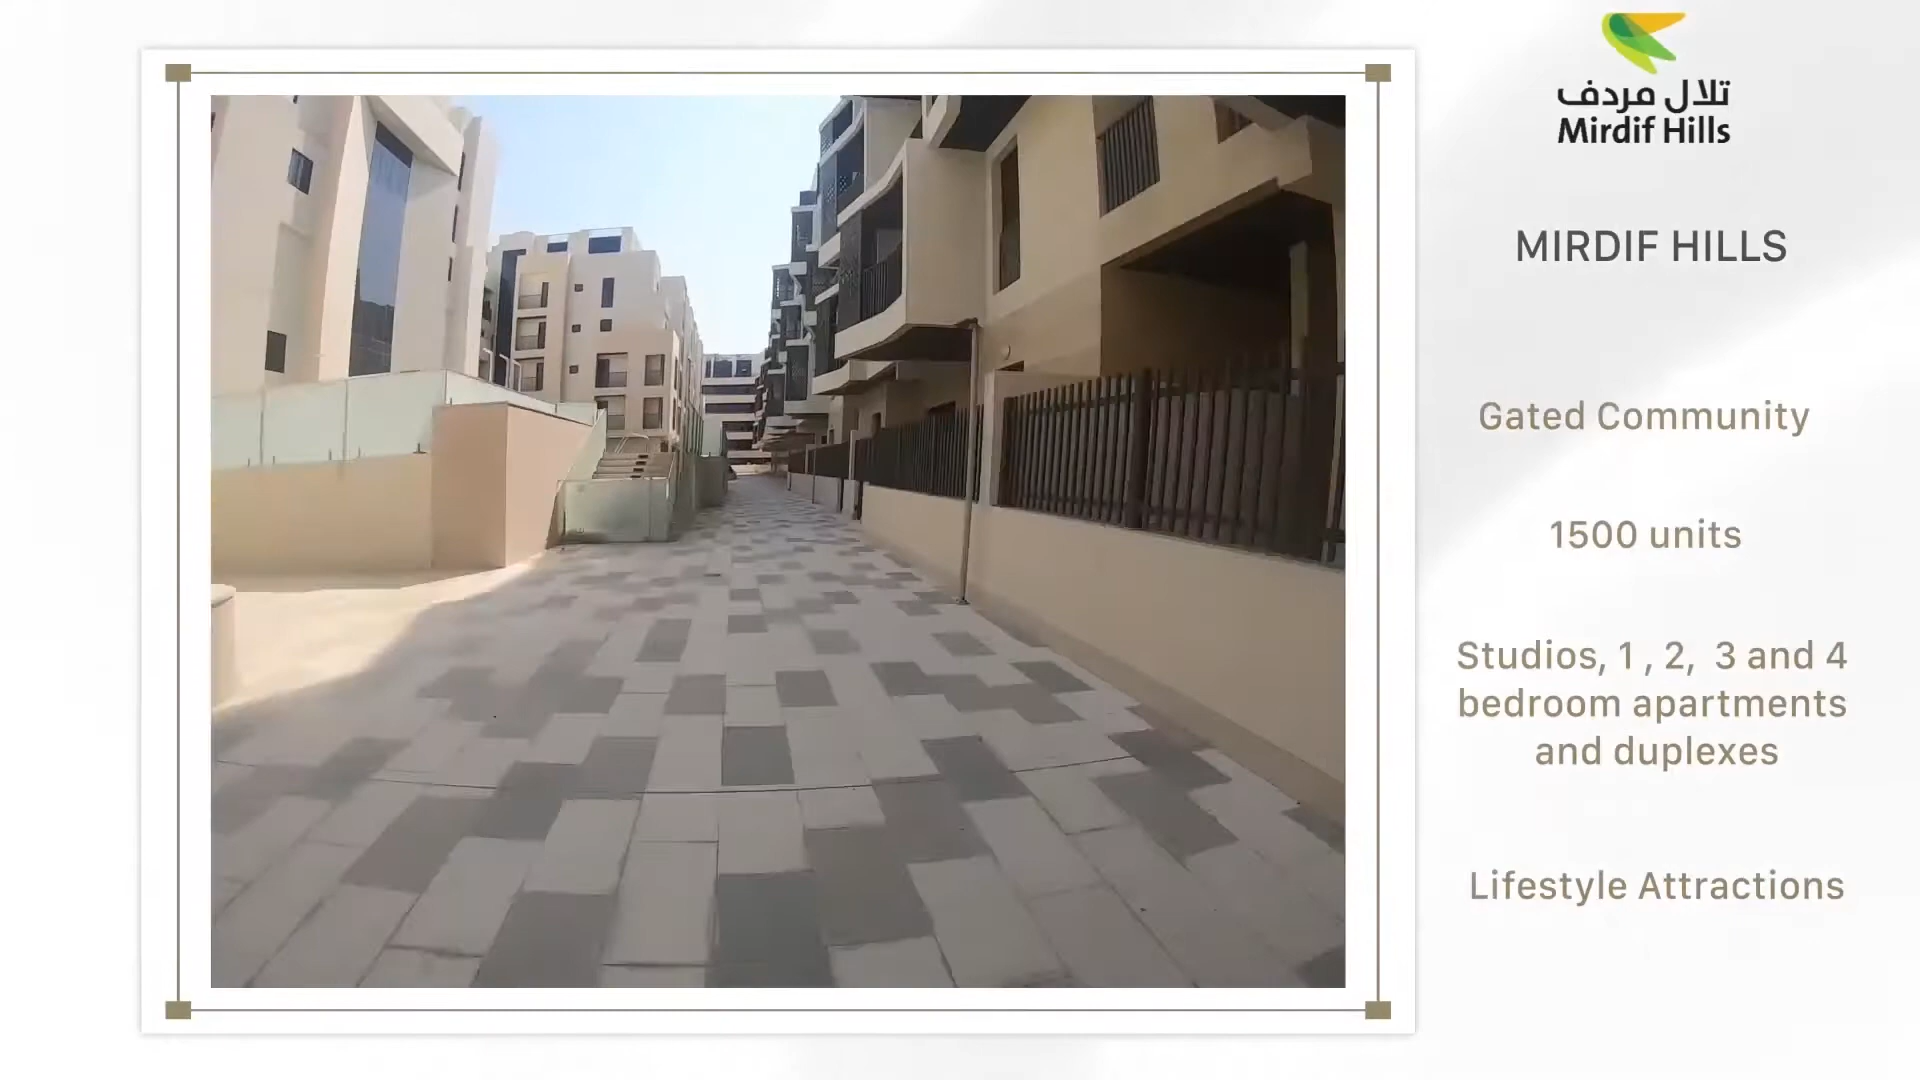 تلال مردف
Mirdif Hills
MIRDIF HILLS
Gated Community
1500 units
Studios, 1 , 2, 3 and 4
bedroom apartments
and duplexes
Lifestyle Attractions